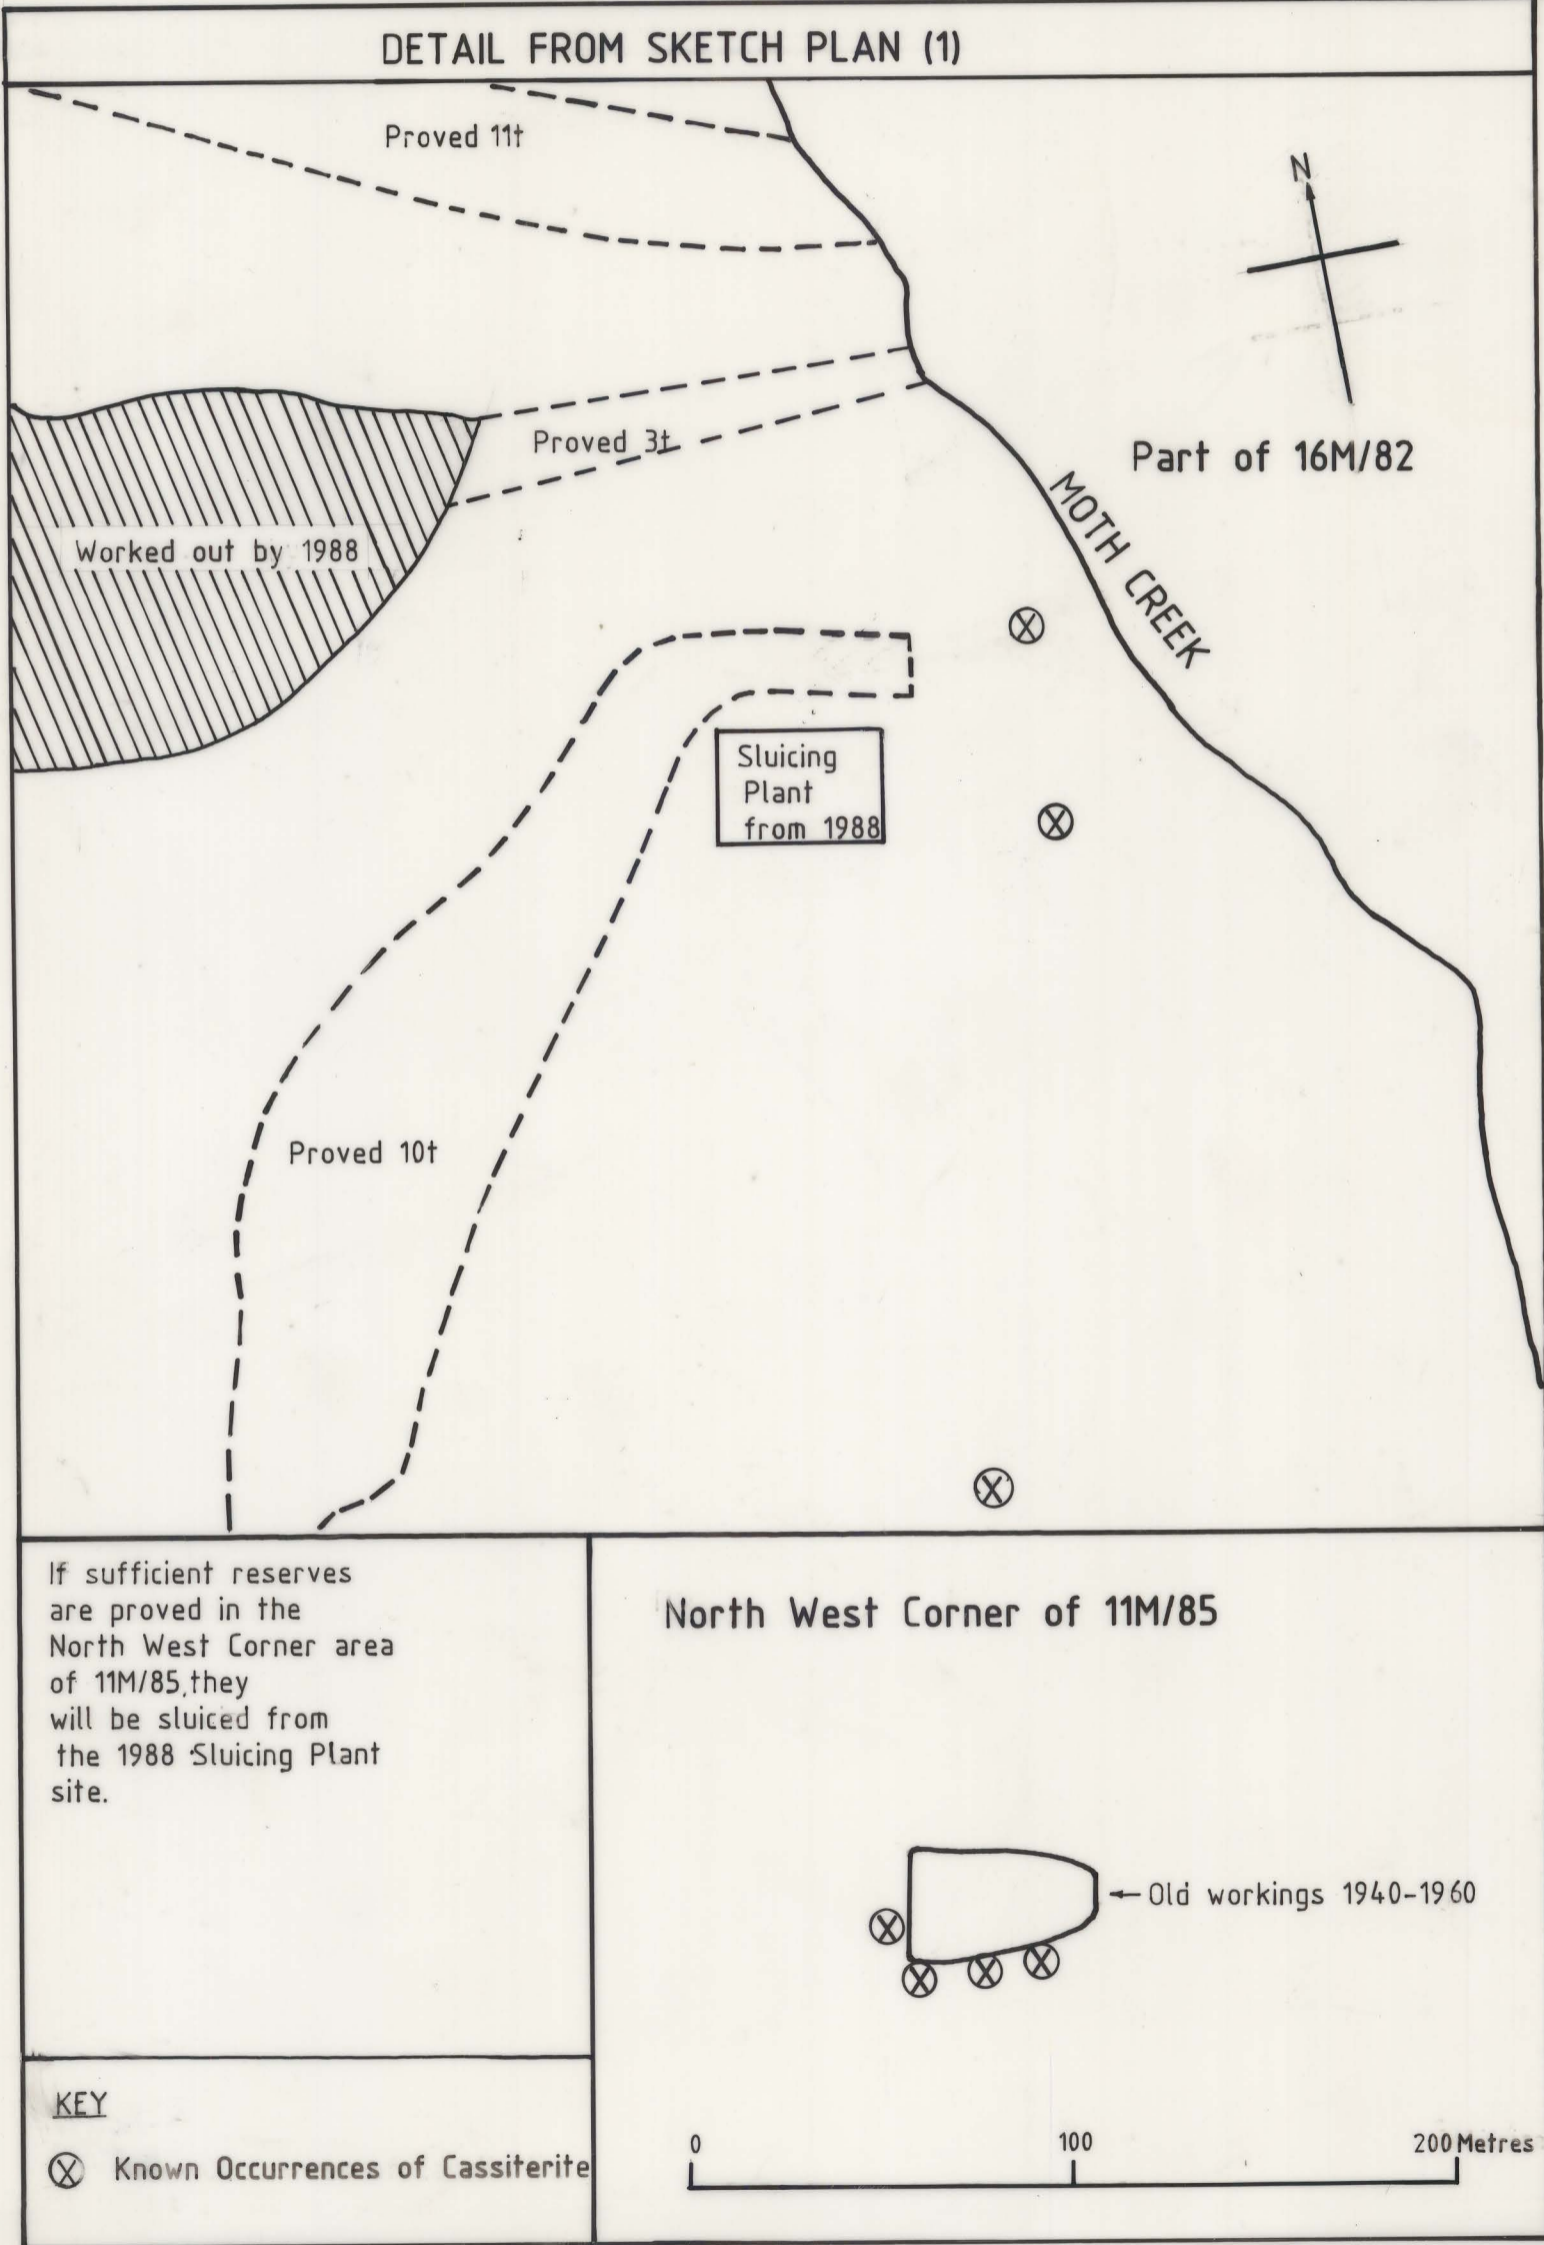 DETAIL FROM SKETCH PLAN (1)
Proved 11t
N
Proved 3t
Part of 16M/82
MOTH CREEK
Worked out by 1988
Sluicing
Plant
from 1988
Proved 10t
If sufficient reserves
are proved in the
North West Corner area
of 11M/85,they
will be sluiced from
the 1988 Sluicing Plant
site.
North West Corner of 11M/85
Old workings 1940-1960
KEY
Known Occurrences of Cassiterite
0 100 200 Metres